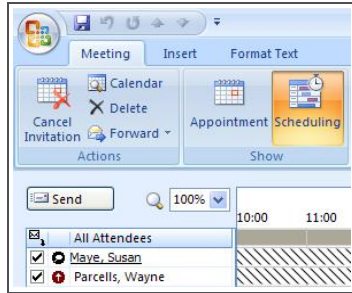 Meeting Insert Format Text
Calendar
Delete
Forward
Cancel Invitation
Appointment Scheduling
Actions Show
Send 100%
10:00 11:00
All Attendees
Maye, Susan
Parcells, Wayne